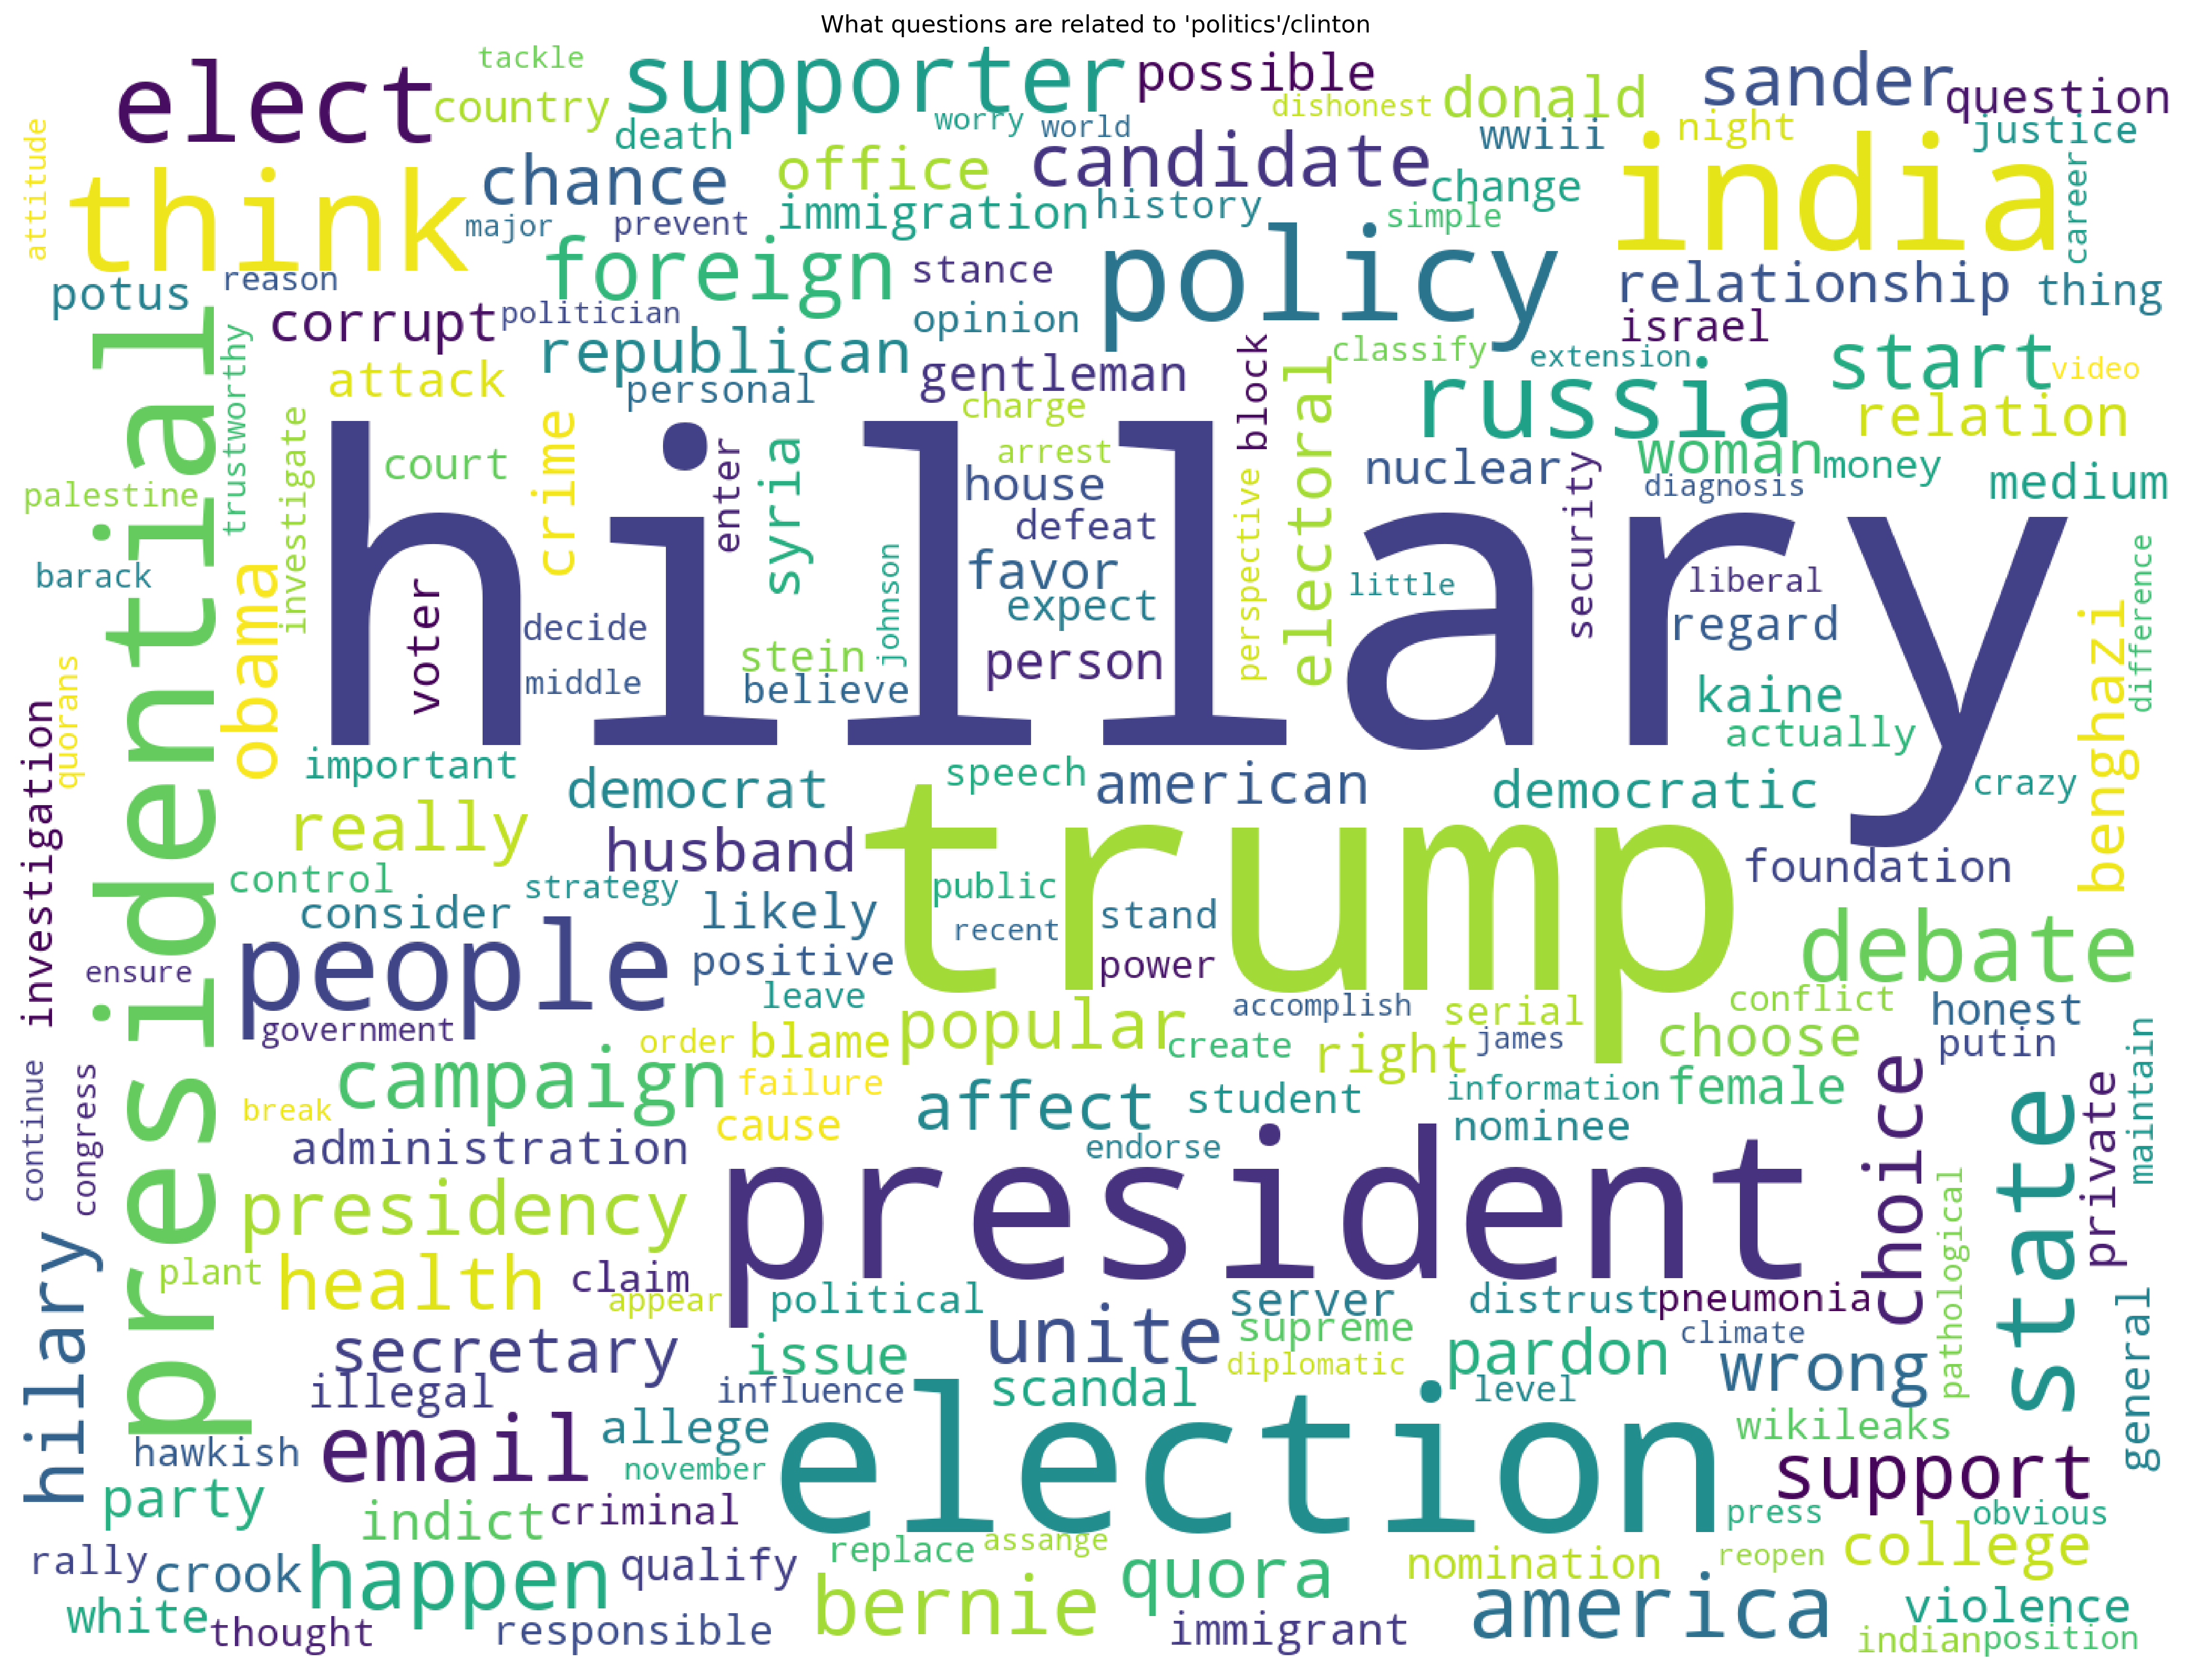 What questions are related to 'politics'/clinton
tackle
elect
country
supporter
possible
dishonest
donald
sander
question
attitude
death
worry
world
wwiii
night
justice
think
chance
office
candidate
change
india
career
major
prevent
immigration
history
simple
potus
reason
foreign
stance
policy
relationship
thing
corrupt
politician
opinion
israel
presidential
trustworthy
republican
gentleman
block
classify
extension
start
video
attack
personal
charge
electoral
russia
relation
investigate
crime
court
enter
syria
arrest
house
nuclear
woman
money
medium
palestine
hillary
defeat
perspective
security
diagnosis
barack
obama
voter
decide
johnson
favor
expect
little
liberal
regard
benghazi
difference
quorans
middle
stein
believe
person
kaine
actually
investigation
important
democrat
speech
american
democratic
crazy
really
husband
trump
foundation
control
strategy
public
consider
likely
recent
stand
debate
people
positive
power
ensure
leave
accomplish
serial
conflict
honest
government
order
blame
popular
create
right
james
choose
putin
continue
congress
campaign
failure
affect
student
information
female
choice
private
maintain
break
cause
nominee
administration
endorse
president
state
presidency
pathological
hilary
plant
health
claim
appear
political
server
distrust
pneumonia
general
secretary
issue
unite
supreme
pardon
climate
wrong
diplomatic
illegal
influence
scandal
level
hawkish
email
allege
november
election
wikileaks
support
party
indict
criminal
press
obvious
rally
crook
happen
qualify
replace
assange
quora
nomination
reopen
college
white
thought
responsible
bernie
immigrant
america
violence
indian
position